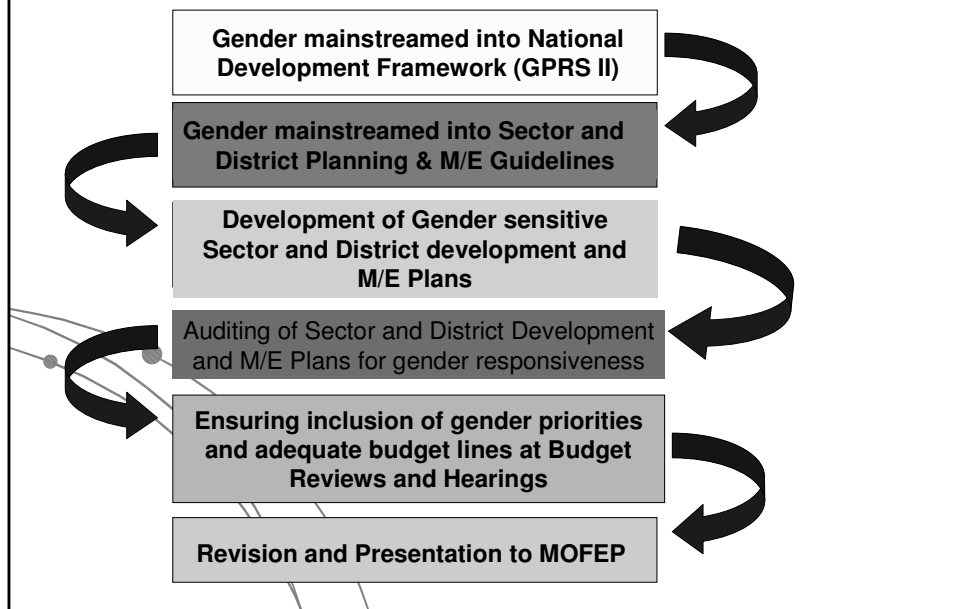 Gender mainstreamed into National
Development Framework (GPRS II)
Gender mainstreamed into Sector and
District Planning & M/E Guidelines
Development of Gender sensitive
Sector and District development and
M/E Plans
Auditing of Sector and District Development
and M/E Plans for gender responsiveness
Ensuring inclusion of gender priorities
and adequate budget lines at Budget
Reviews and Hearings
Revision and Presentation to MOFEP